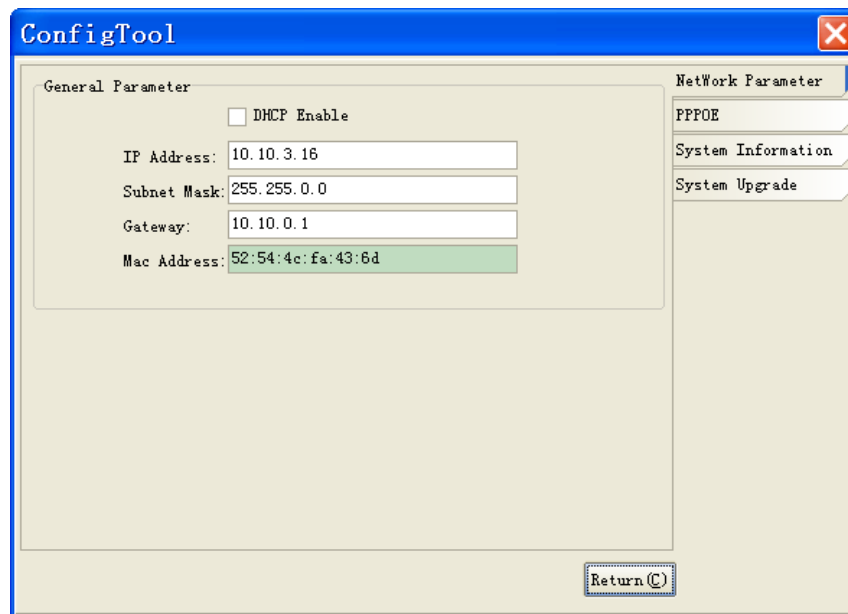 ConfigTool
General Parameter
DHCP Enable
IP Address: 10.10.3.16
Subnet Mask: 255.255.0.0
Gateway: 10.10.0.1
Mac Address: 52:54:4c:fa:43:6d
NetWork Parameter
PPPOE
System Information
System Upgrade
Return(C)